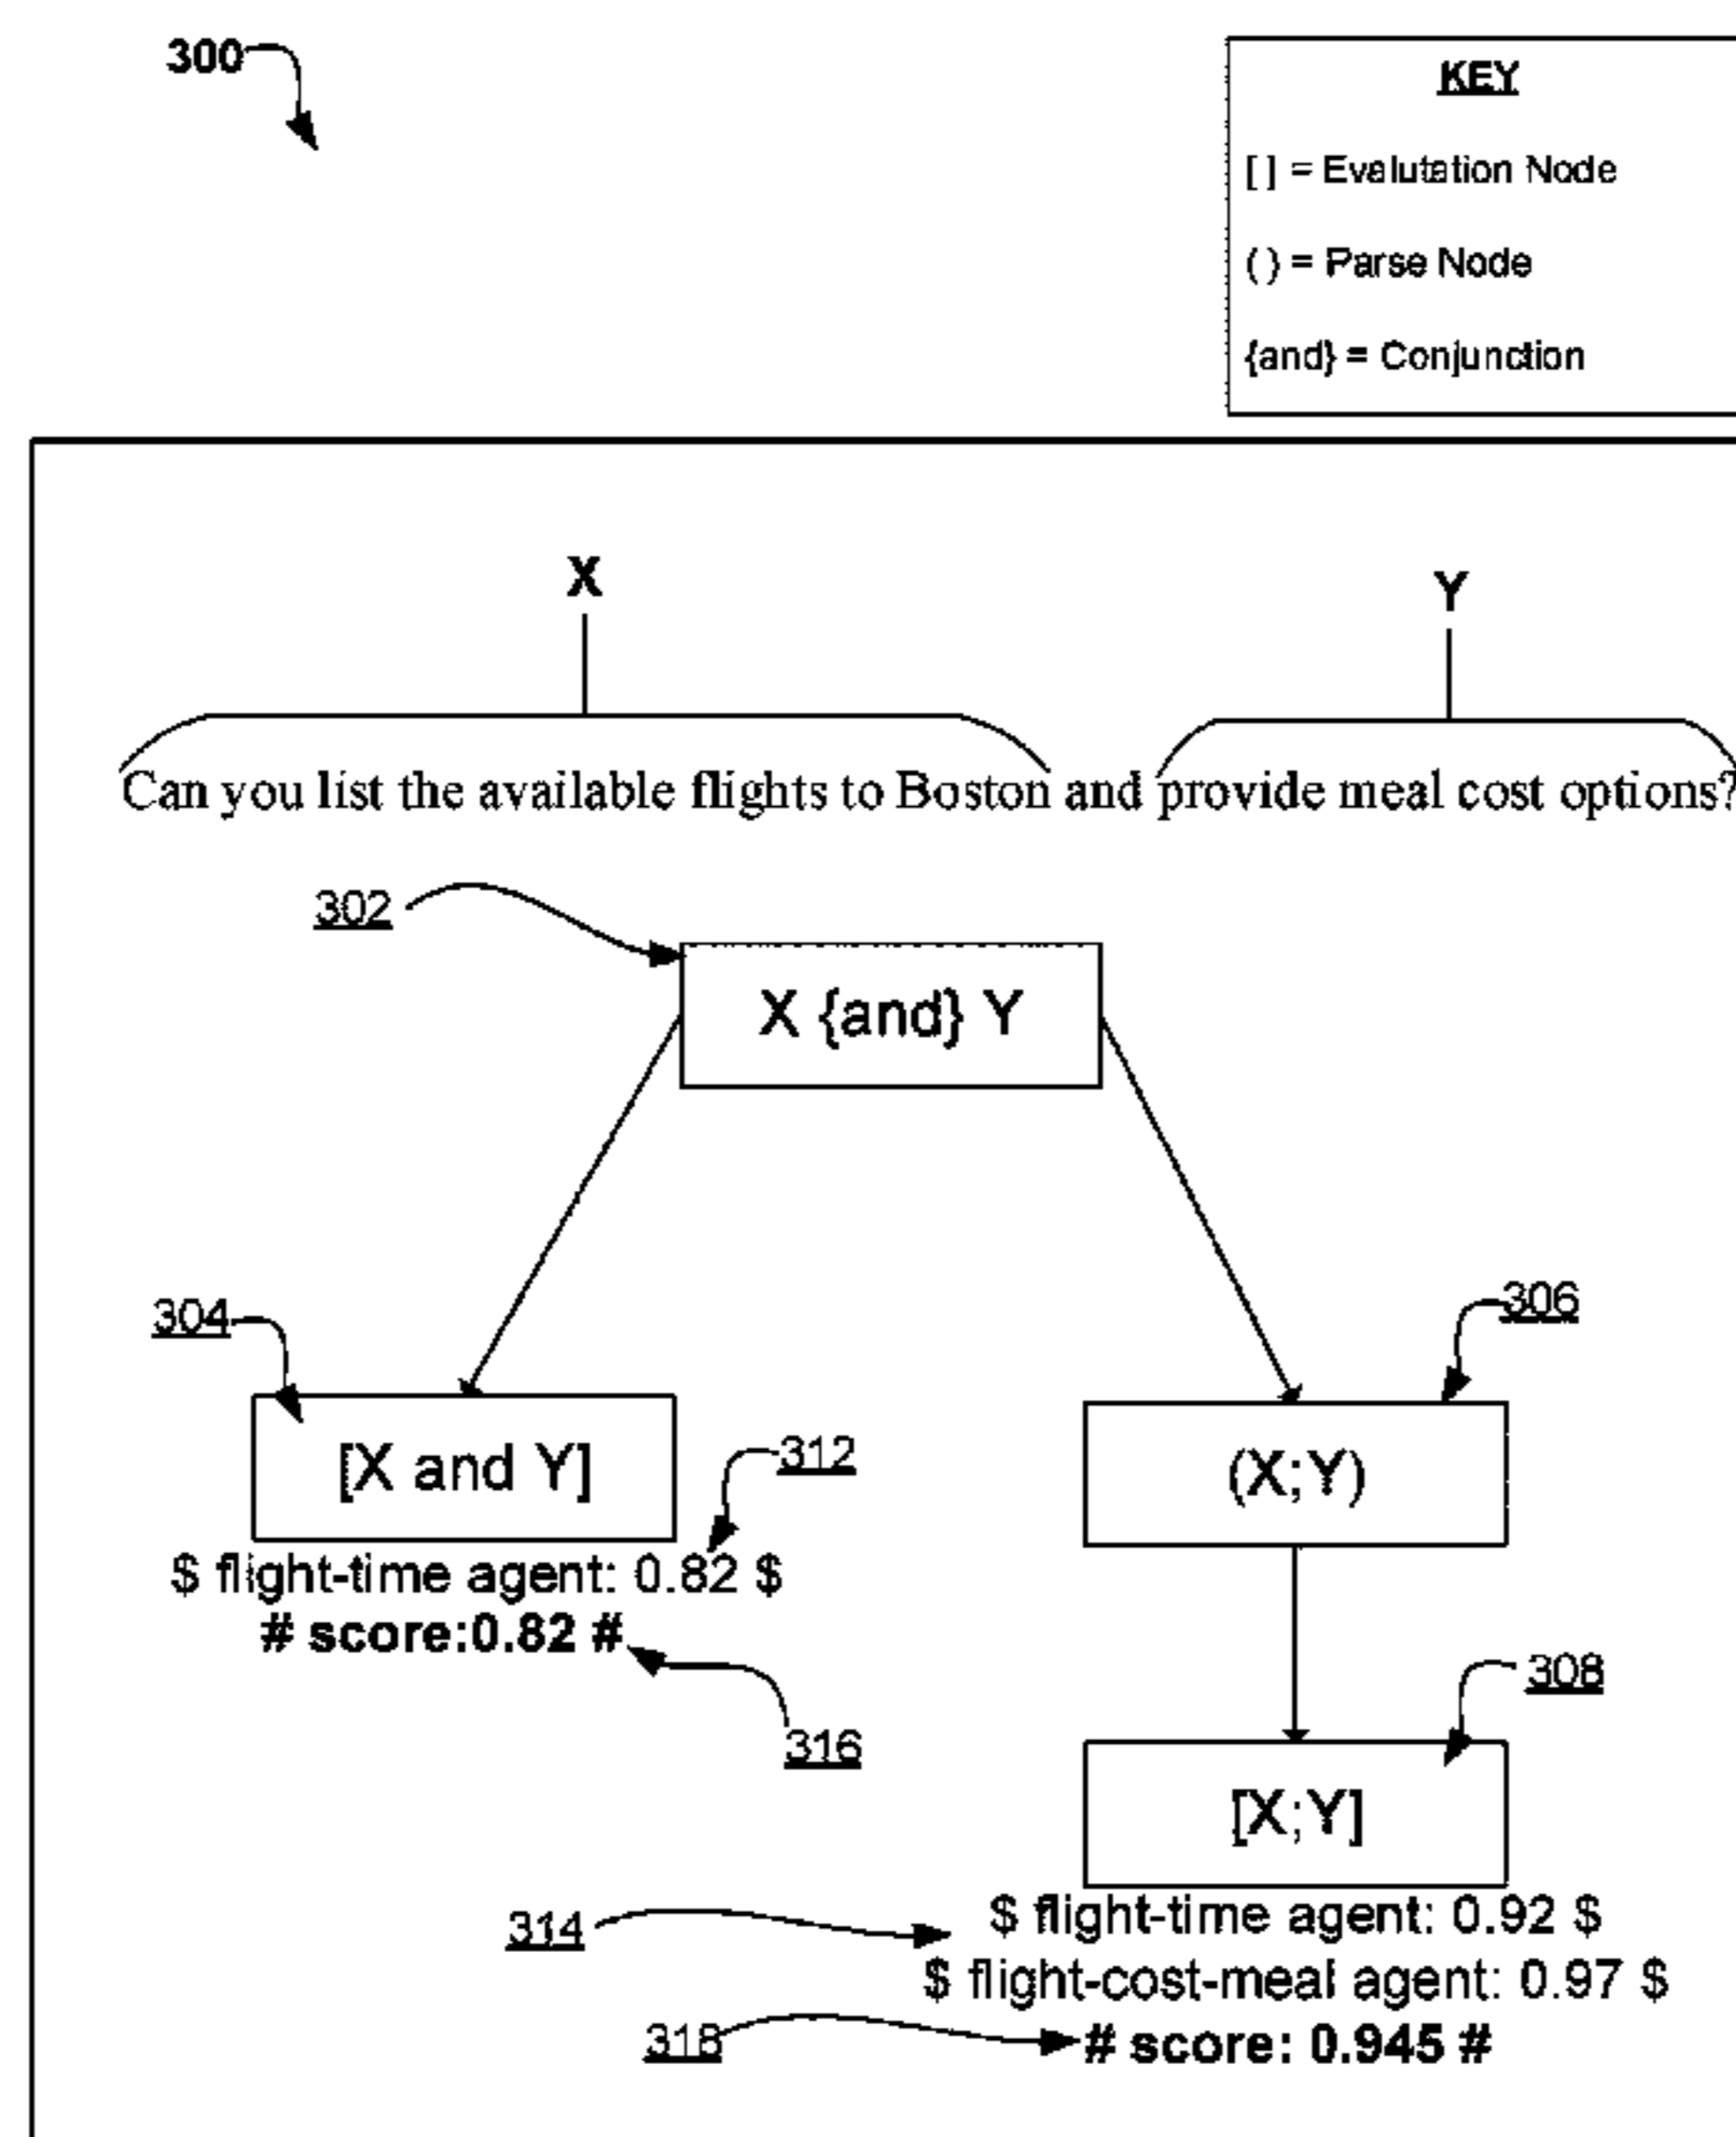 300
KEY
[ ] = Evalutation Node
( ) = Parse Node
{and} = Conjunction
X
Y
Can you list the available flights to Boston and provide meal cost options?
302
X {and} Y
304
306
[X and Y]
312
(X;Y)
$ flight-time agent: 0.82 $
# score:0.82 #
308
316
[X;Y]
314
$ flight-time agent: 0.92 $
$ flight-cost-meal agent: 0.97 $
318
# score: 0.945 #